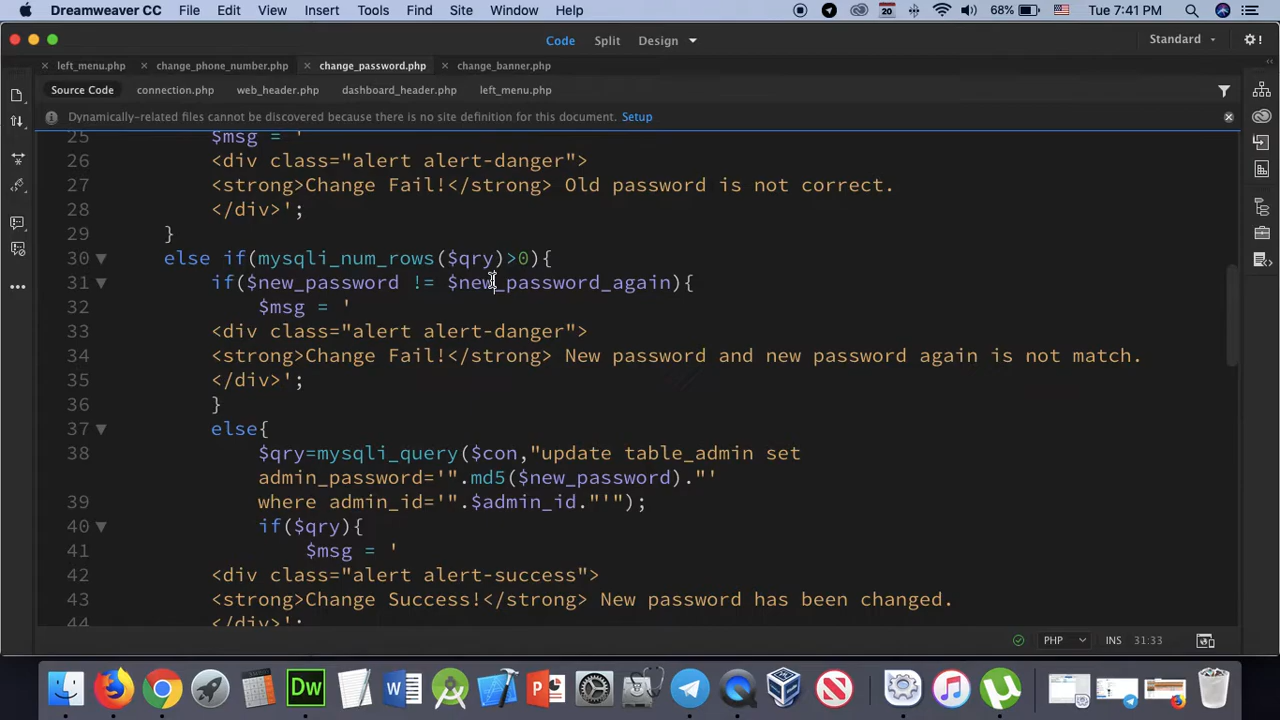 Dreamweaver CC File Edit View Insert Tools Find Site Window Help 20 68% Tue 7:41 PM
Code Split Design Standard
left_menu.php change_phone_number.php change_password.php change_banner.php
Source Code connection.php web_header.php dashboard_header.php left_menu.php
Dynamically-related files cannot be discovered because there is no site definition for this document. Setup
25 $msg = '
26 <div class="alert alert-danger">
27 <strong>Change Fail!</strong> Old password is not correct.
28 </div>';
29 }
30 else if(mysqli_num_rows($qry)>0){
31 if($new_password != $new_password_again){
32 $msg = '
33 <div class="alert alert-danger">
34 <strong>Change Fail!</strong> New password and new password again is not match.
35 </div>';
36 }
37 else{
38 $qry=mysqli_query($con,"update table_admin set
admin_password='".md5($new_password)."'
39 where admin_id='".$admin_id."'");
40 if($qry){
41 $msg = '
42 <div class="alert alert-success">
43 <strong>Change Success!</strong> New password has been changed.
44 </div>';
PHP INS 31:33
Dw